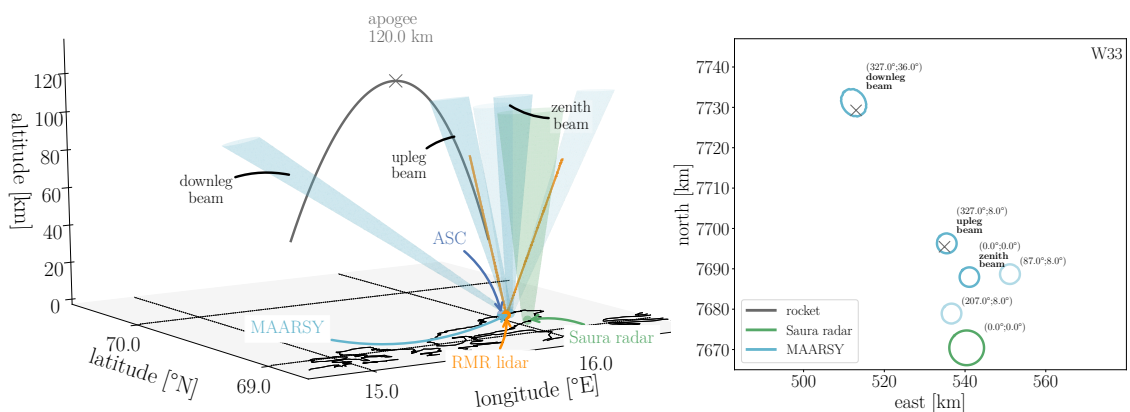 apogee
120.0 km
120
100
80
60
40
20
0
altitude [km]
downleg
beam
upleg
beam
zenith
beam
ASC
MAARSY
RMR lidar
Saura radar
70.0
69.0
latitude [°N]
15.0
16.0
longitude [°E]
W33
7740
7730
7720
7710
7700
7690
7680
7670
north [km]
(327.0°;36.0°)
downleg
beam
(327.0°;8.0°)
upleg
beam
(0.0°;0.0°)
zenith
beam
(87.0°;8.0°)
(207.0°;8.0°)
(0.0°;0.0°)
rocket
Saura radar
MAARSY
500
520
540
560
east [km]